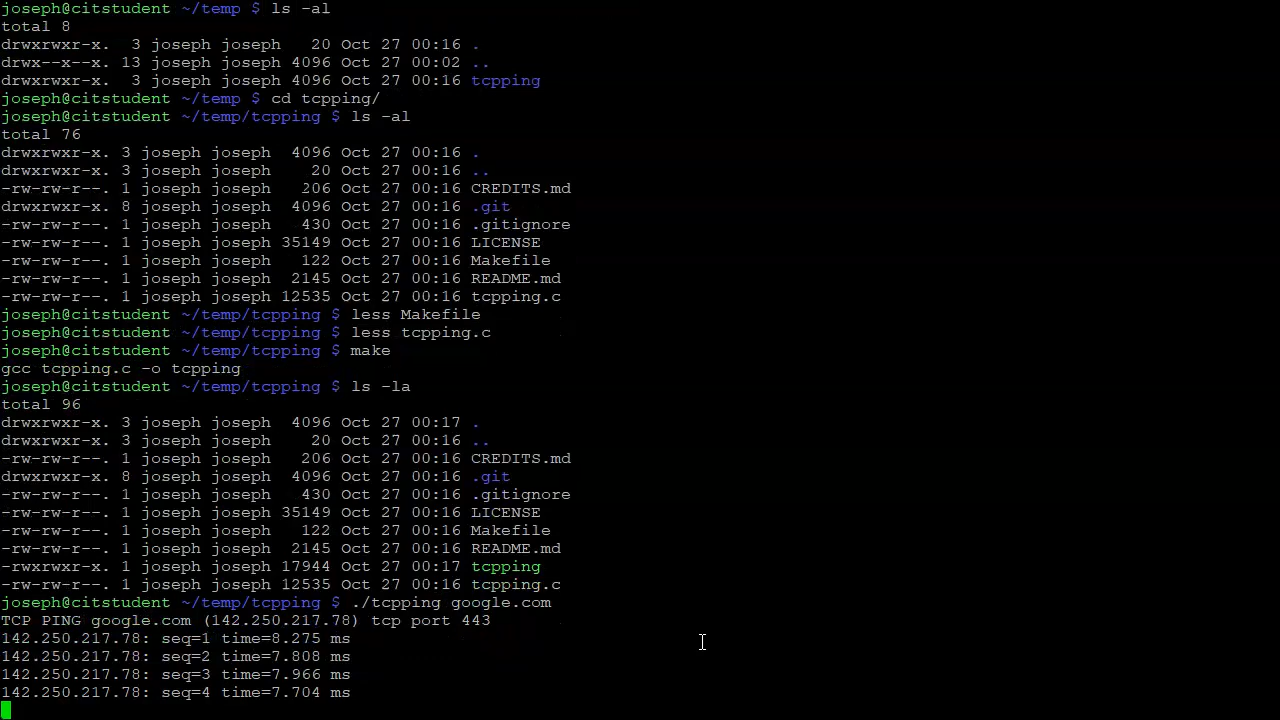 joseph@citstudent ~/temp $ ls -al
total 8
drwxrwxr-x.  3 joseph joseph   20 Oct 27 00:16 .
drwx--x--x. 13 joseph joseph 4096 Oct 27 00:02 ..
drwxrwxr-x.  3 joseph joseph 4096 Oct 27 00:16 tcpping
joseph@citstudent ~/temp $ cd tcpping/
joseph@citstudent ~/temp/tcpping $ ls -al
total 76
drwxrwxr-x. 3 joseph joseph  4096 Oct 27 00:16 .
drwxrwxr-x. 3 joseph joseph    20 Oct 27 00:16 ..
-rw-rw-r--. 1 joseph joseph   206 Oct 27 00:16 CREDITS.md
drwxrwxr-x. 8 joseph joseph  4096 Oct 27 00:16 .git
-rw-rw-r--. 1 joseph joseph   430 Oct 27 00:16 .gitignore
-rw-rw-r--. 1 joseph joseph 35149 Oct 27 00:16 LICENSE
-rw-rw-r--. 1 joseph joseph   122 Oct 27 00:16 Makefile
-rw-rw-r--. 1 joseph joseph  2145 Oct 27 00:16 README.md
-rw-rw-r--. 1 joseph joseph 12535 Oct 27 00:16 tcpping.c
joseph@citstudent ~/temp/tcpping $ less Makefile
joseph@citstudent ~/temp/tcpping $ less tcpping.c
joseph@citstudent ~/temp/tcpping $ make
gcc tcpping.c -o tcpping
joseph@citstudent ~/temp/tcpping $ ls -la
total 96
drwxrwxr-x. 3 joseph joseph  4096 Oct 27 00:17 .
drwxrwxr-x. 3 joseph joseph    20 Oct 27 00:16 ..
-rw-rw-r--. 1 joseph joseph   206 Oct 27 00:16 CREDITS.md
drwxrwxr-x. 8 joseph joseph  4096 Oct 27 00:16 .git
-rw-rw-r--. 1 joseph joseph   430 Oct 27 00:16 .gitignore
-rw-rw-r--. 1 joseph joseph 35149 Oct 27 00:16 LICENSE
-rw-rw-r--. 1 joseph joseph   122 Oct 27 00:16 Makefile
-rw-rw-r--. 1 joseph joseph  2145 Oct 27 00:16 README.md
-rwxrwxr-x. 1 joseph joseph 17944 Oct 27 00:17 tcpping
-rw-rw-r--. 1 joseph joseph 12535 Oct 27 00:16 tcpping.c
joseph@citstudent ~/temp/tcpping $ ./tcpping google.com
TCP PING google.com (142.250.217.78) tcp port 443
142.250.217.78: seq=1 time=8.275 ms
142.250.217.78: seq=2 time=7.808 ms
142.250.217.78: seq=3 time=7.966 ms
142.250.217.78: seq=4 time=7.704 ms